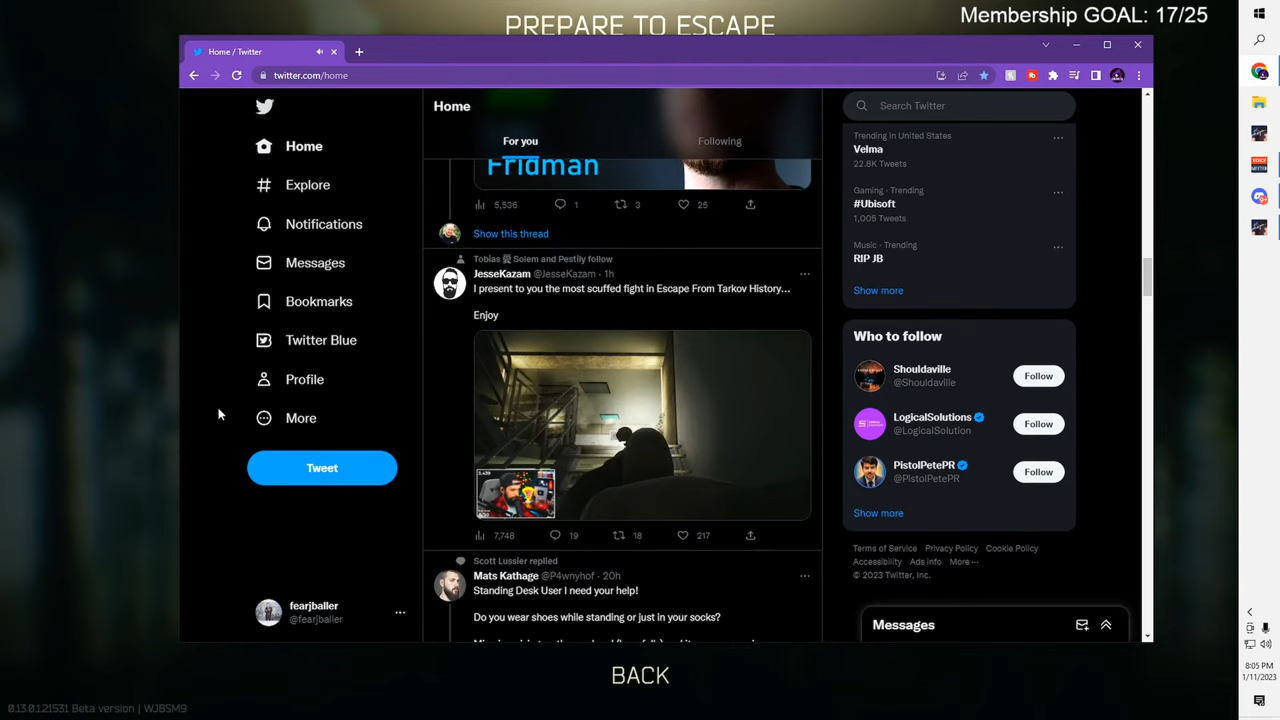 PREPARE TO ESCAPE
Membership GOAL: 17/25
Home / Twitter
twitter.com/home
Home
Explore
Notifications
Messages
Bookmarks
Twitter Blue
Profile
More
Tweet
fearjballer
@fearjballer
Home
For you
Following
Fridman
5,536
1
3
25
Show this thread
Tobias 愛 Solem and Pestily follow
JesseKazam @JesseKazam · 1h
I present to you the most scuffed fight in Escape From Tarkov History...
Enjoy
7,748
19
18
217
Scott Lussier replied
Mats Kathage @P4wnyhof · 20h
Standing Desk User I need your help!
Do you wear shoes while standing or just in your socks?
Search Twitter
Trending in United States
Velma
22.8K Tweets
Gaming · Trending
#Ubisoft
1,005 Tweets
Music · Trending
RIP JB
Show more
Who to follow
Shouldaville
@Shouldaville
Follow
LogicalSolutions
@LogicalSolution
Follow
PistolPetePR
@PistolPetePR
Follow
Show more
Terms of Service Privacy Policy Cookie Policy
Accessibility Ads info More ···
© 2023 Twitter, Inc.
Messages
BACK
0.13.0.1.21531 Beta version | WJBSM9
8:05 PM
1/11/2023